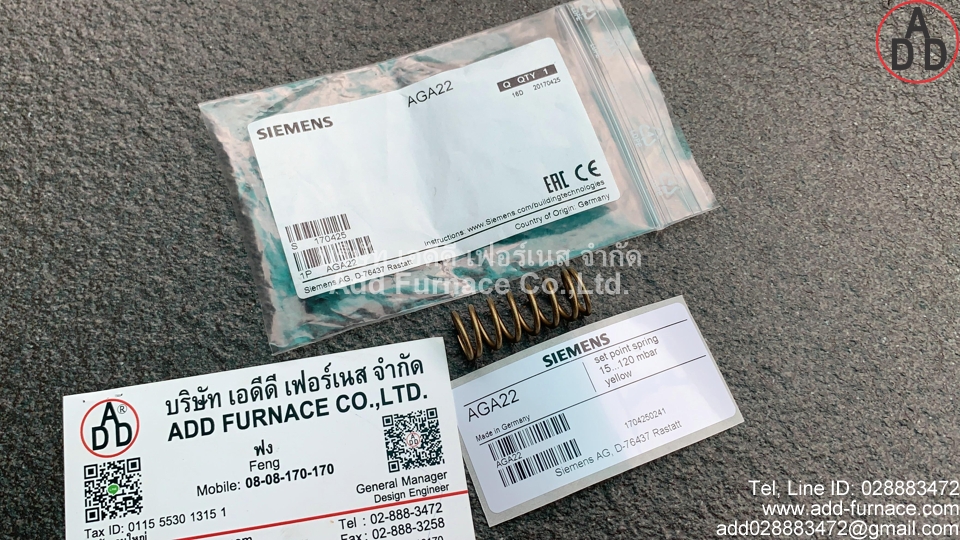 ADD ®
AGA22
Q QTY 1
16D 20170425
SIEMENS
EAC CE
Instructions: www.Siemens.com/buildingtechnologies
Country of Origin Germany
S 170425
1P AGA22
Siemens AG, D-76437 Rastatt
เอดีดี เฟอร์เนส จำกัด
Add Furnace Co.,Ltd.
SIEMENS
set point spring
15...120 mbar
yellow
AGA22
Made in Germany
1704250241
AGA22
Siemens AG, D-76437 Rastatt
ADD ®
บริษัท เอดีดี เฟอร์เนส จำกัด
ADD FURNACE CO.,LTD.
ฟง
Feng
Mobile: 08-08-170-170
General Manager
Design Engineer
Tax ID: 0115 5530 1315 1
Tel : 02-888-3472
Fax : 02-888-3258
Tel, Line ID: 028883472
www.add-furnace.com
add028883472@gmail.com